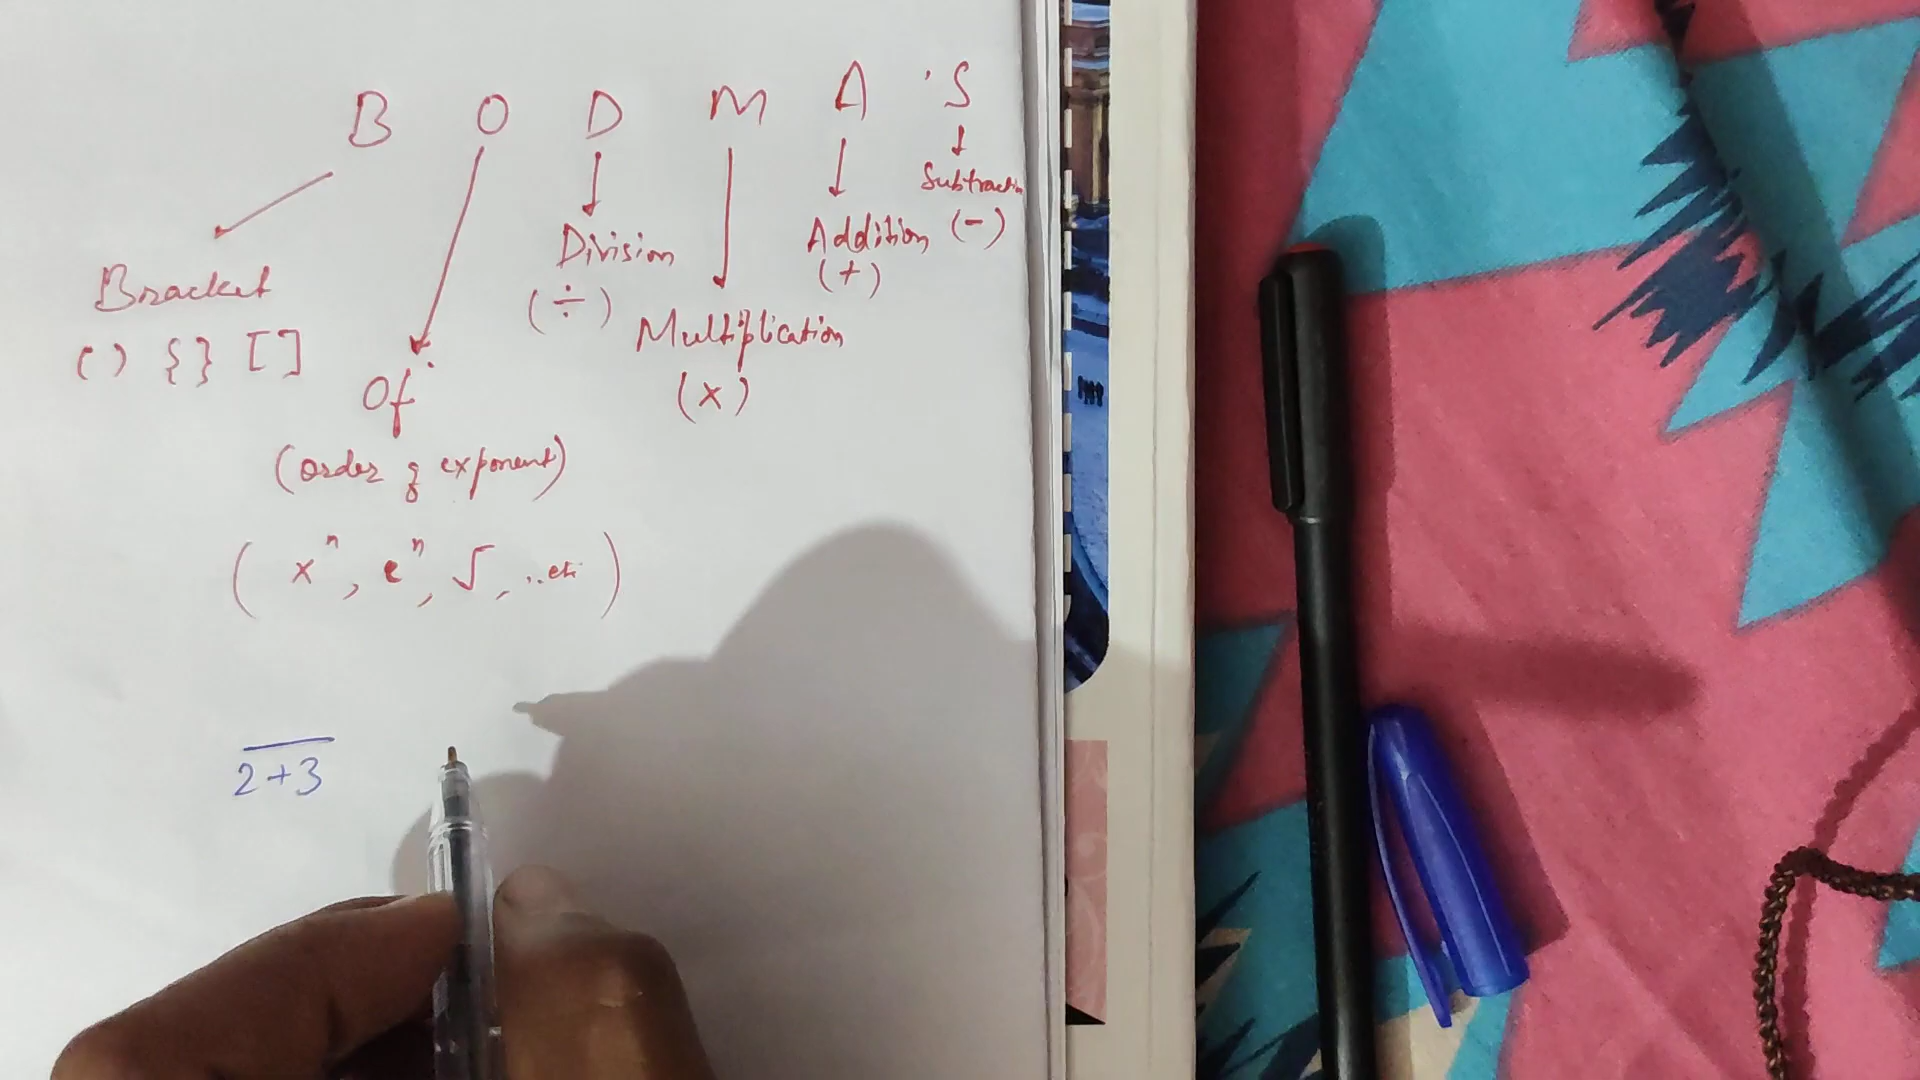 B O D M A S
Subtraction
Division
Addition (-)
(÷)
(+)
Bracket
Multiplication
() {} []
(x)
Of
(order of exponent)
(xⁿ, eⁿ, √, ..etc)
2+3